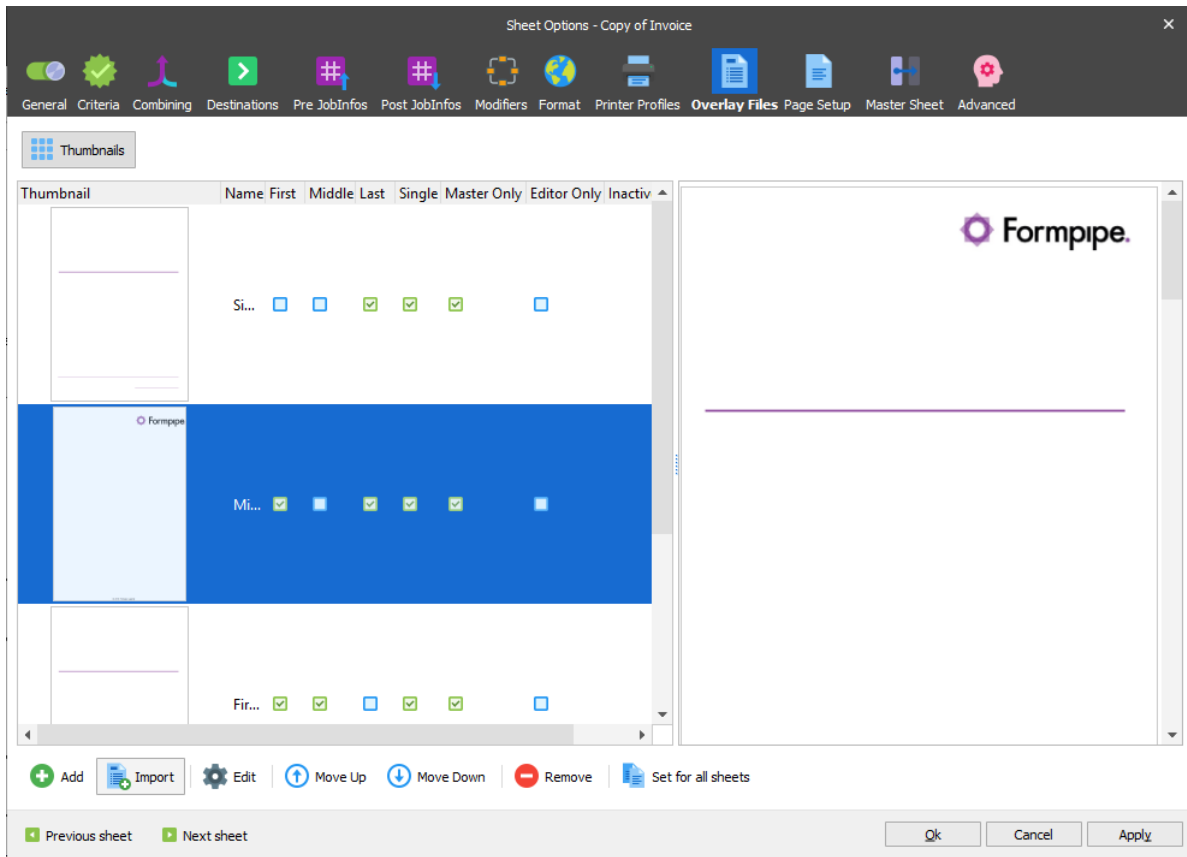 Sheet Options - Copy of Invoice
General Criteria Combining Destinations Pre JobInfos Post JobInfos Modifiers Format Printer Profiles Overlay Files Page Setup Master Sheet Advanced
Thumbnails
Thumbnail Name First Middle Last Single Master Only Editor Only Inactiv
Formpipe.
Si...
Formpipe
Mi...
Fir...
Add Import Edit Move Up Move Down Remove Set for all sheets
Previous sheet Next sheet Ok Cancel Apply